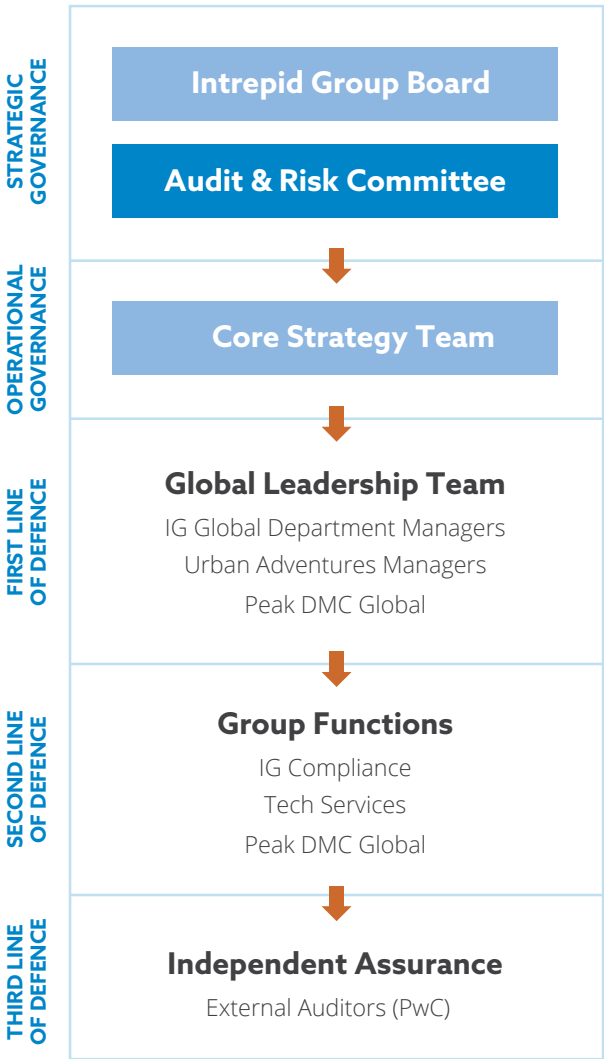 STRATEGIC
GOVERNANCE
Intrepid Group Board
Audit & Risk Committee
OPERATIONAL
GOVERNANCE
Core Strategy Team
FIRST LINE
OF DEFENCE
Global Leadership Team
IG Global Department Managers
Urban Adventures Managers
Peak DMC Global
SECOND LINE
OF DEFENCE
Group Functions
IG Compliance
Tech Services
Peak DMC Global
THIRD LINE
OF DEFENCE
Independent Assurance
External Auditors (PwC)